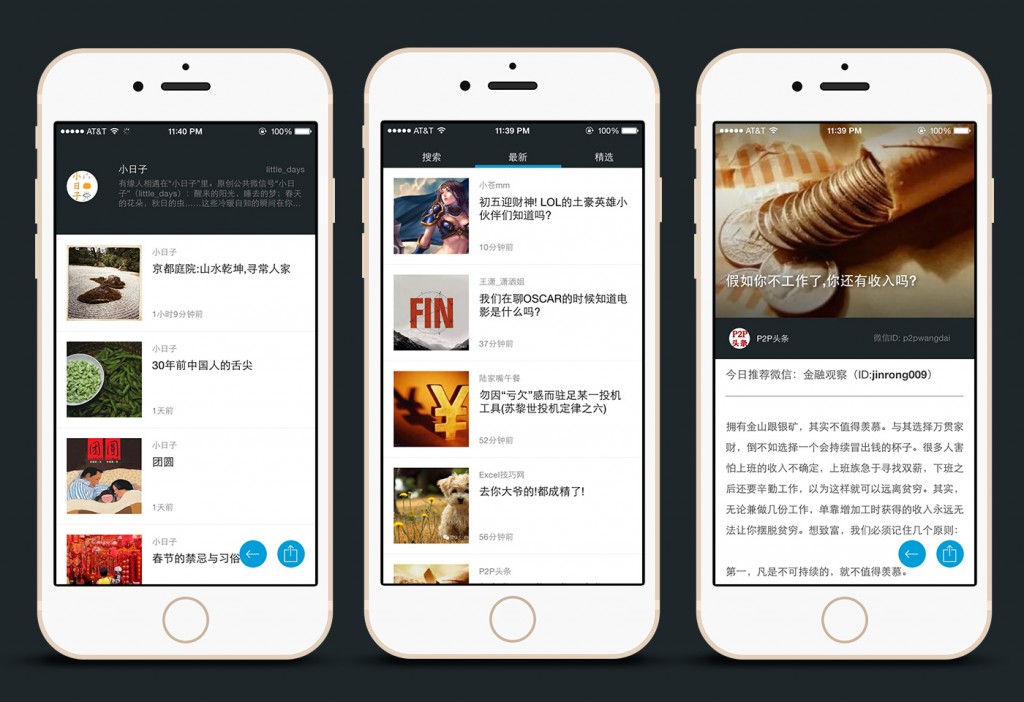 AT&T
11:40 PM
100%
小日子
little_days
有缘人相遇在“小日子”里。原创公共微信号“小日
子”（little_days）：醒来的阳光，睡去的梦；春天
的花朵，秋日的虫……这些冷暖自知的瞬间在你…
小日子
小日子
京都庭院:山水乾坤,寻常人家
1小时9分钟前
小日子
30年前中国人的舌尖
1天前
团圆
小日子
团圆
1天前
小日子
春节的禁忌与习俗
AT&T
11:39 PM
100%
搜索
最新
精选
小苍mm
初五迎财神! LOL的土豪英雄小
伙伴们知道吗?
10分钟前
FIN
王潇_潇洒姐
我们在聊OSCAR的时候知道电
影是什么吗?
37分钟前
陆家嘴午餐
勿因“亏欠”感而驻足某一投机
工具(苏黎世投机定律之六)
52分钟前
Excel技巧网
去你大爷的!都成精了!
56分钟前
P2P头条
AT&T
11:39 PM
100%
假如你不工作了,你还有收入吗?
P2P
头条
P2P头条
微信ID: p2pwangdai
今日推荐微信：金融观察（ID:jinrong009）
拥有金山跟银矿，其实不值得羡慕。与其选择万贯家
财，倒不如选择一个会持续冒出钱的杯子。很多人害
怕上班的收入不确定，上班族急于寻找双薪，下班之
后还要辛勤工作，以为这样就可以远离贫穷。其实，
无论兼做几份工作，单靠增加工时获得的收入永远无
法让你摆脱贫穷。想致富，我们必须记住几个原则：
第一，凡是不可持续的，就不值得羡慕。